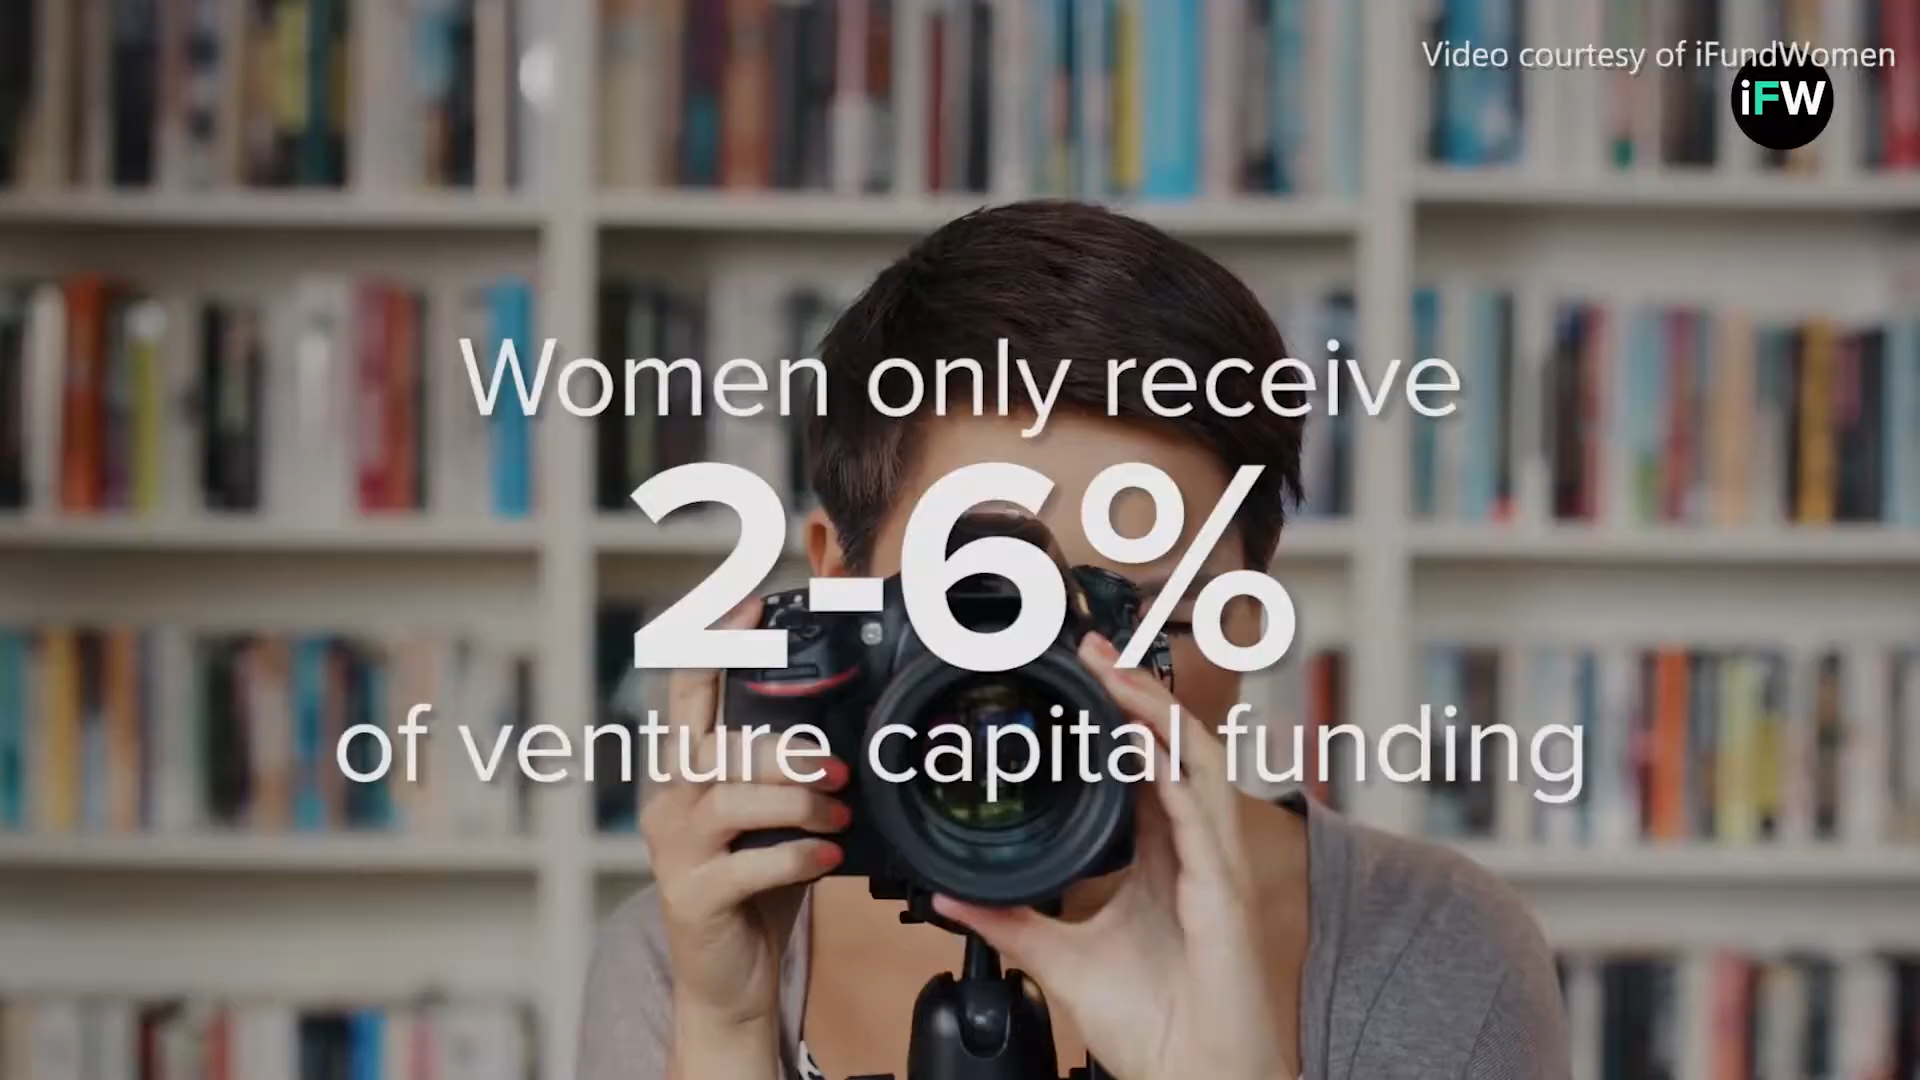 Video courtesy of iFundWomen
iFW
Women only receive
2-6%
of venture capital funding